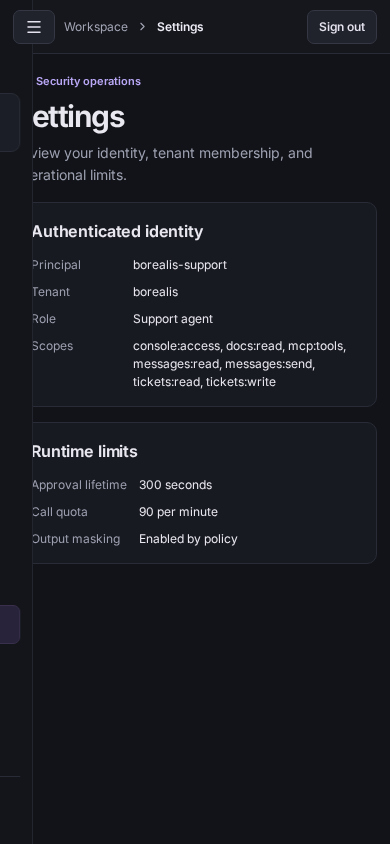 Workspace > Settings
Sign out
Security operations
ettings
view your identity, tenant membership, and
erational limits.
Authenticated identity
Principal borealis-support
Tenant borealis
Role Support agent
Scopes console:access, docs:read, mcp:tools,
messages:read, messages:send,
tickets:read, tickets:write
Runtime limits
Approval lifetime 300 seconds
Call quota 90 per minute
Output masking Enabled by policy